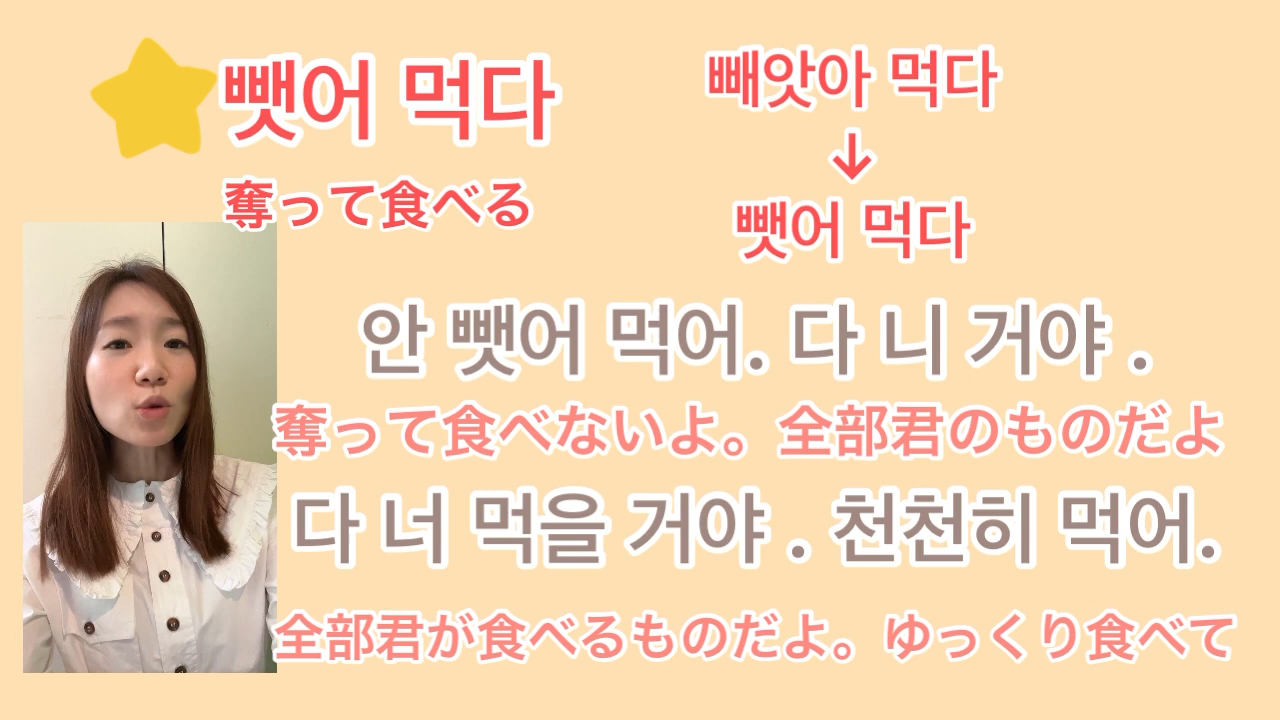 뺏어 먹다
奪って食べる
빼앗아 먹다
↓
뺏어 먹다
안 뺏어 먹어. 다 니 거야 .
奪って食べないよ。全部君のものだよ
다 너 먹을 거야 . 천천히 먹어.
全部君が食べるものだよ。ゆっくり食べて